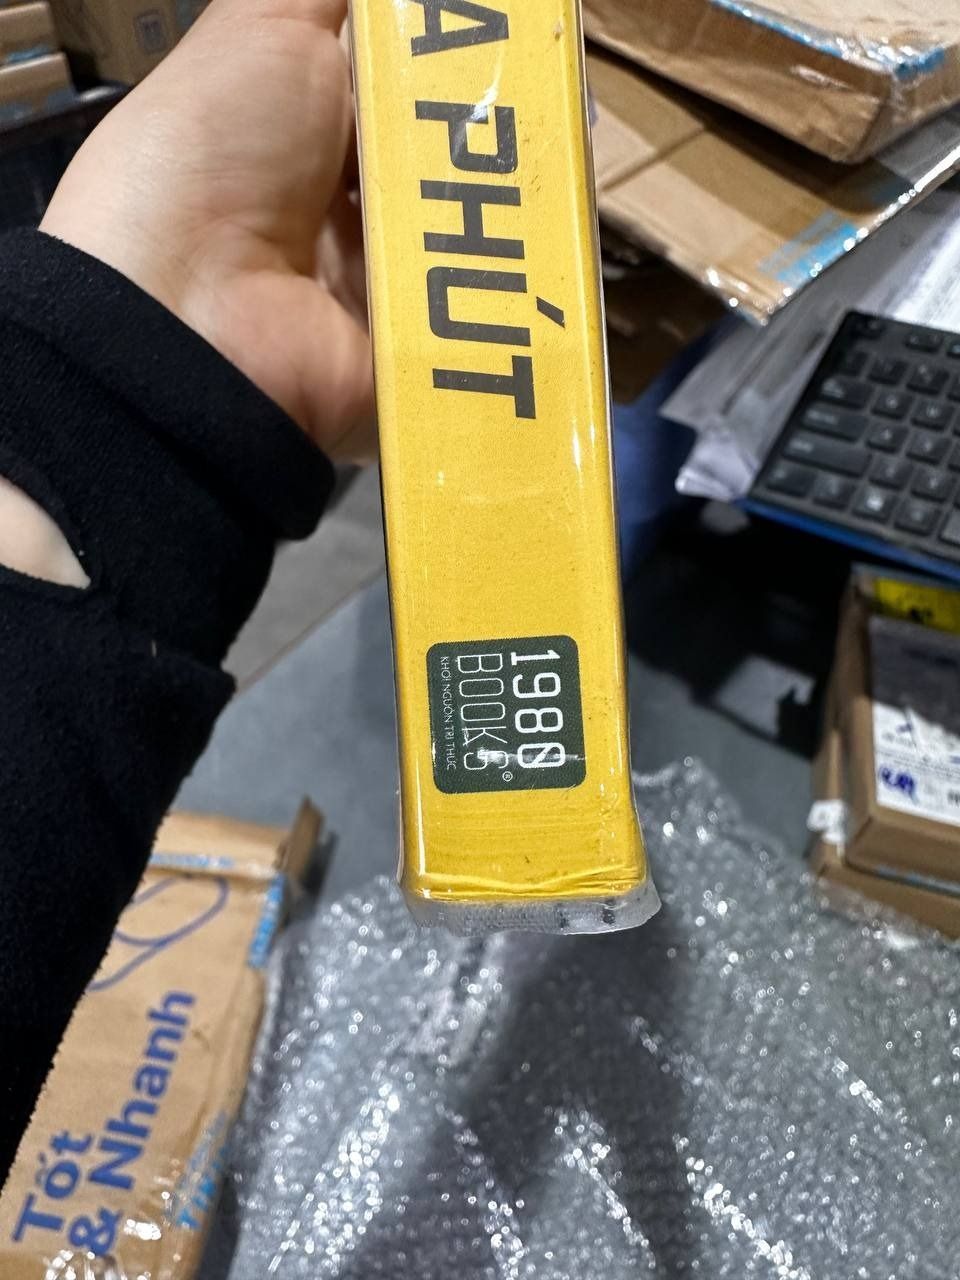 A PHÚT
1980
BOOKS®
KHƠI NGUỒN TRI THỨC
Tốt
& Nhanh